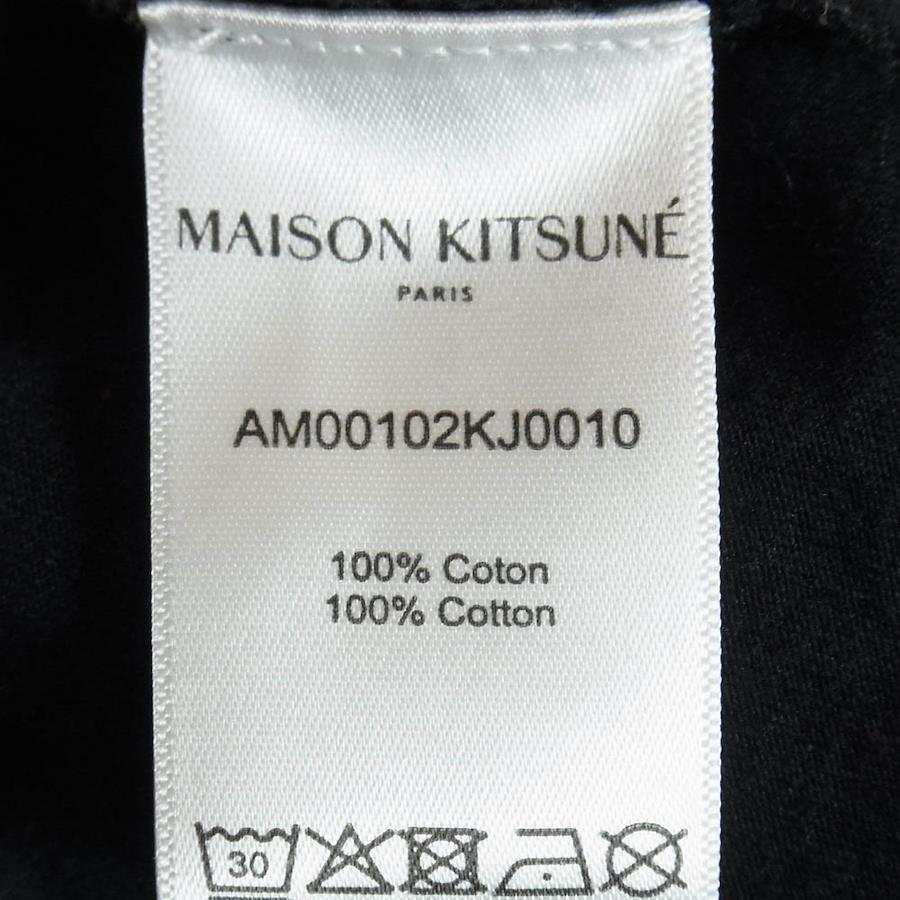 MAISON KITSUNÉ
PARIS
AM00102KJ0010
100% Coton
100% Cotton
30